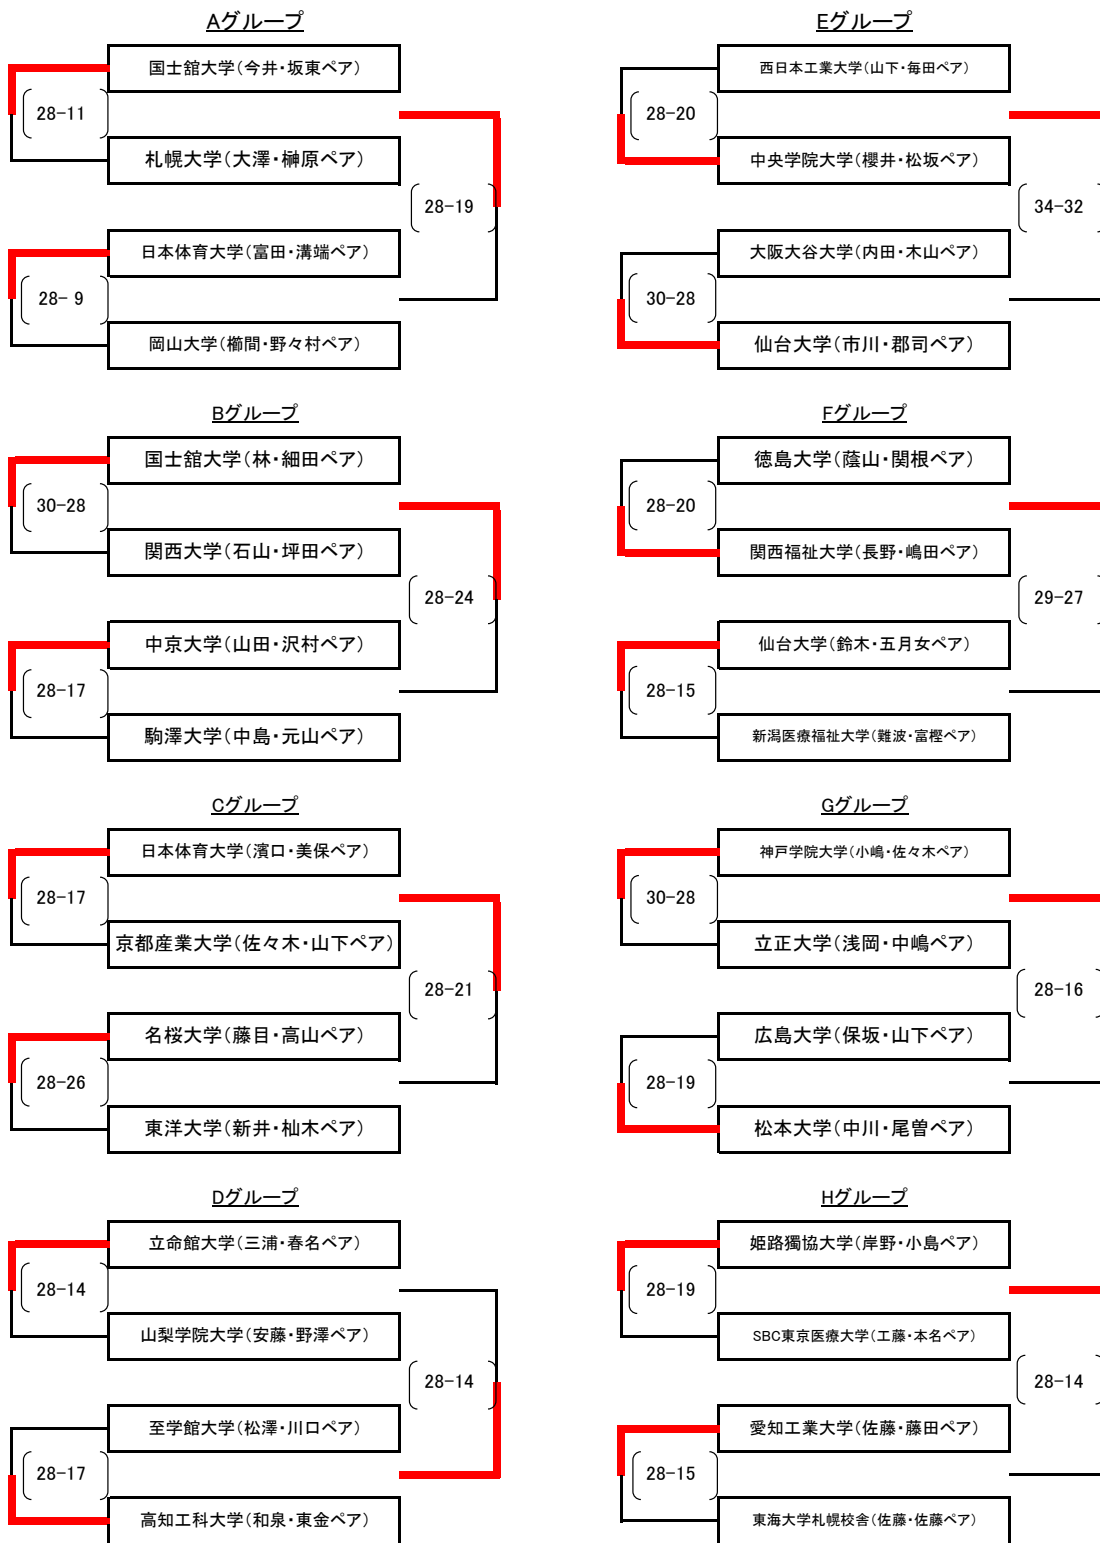 Aグループ
国士舘大学(今井・坂東ペア)
28-11
札幌大学(大澤・榊原ペア)
28-19
日本体育大学(富田・溝端ペア)
28- 9
岡山大学(櫛間・野々村ペア)
Bグループ
国士舘大学(林・細田ペア)
30-28
関西大学(石山・坪田ペア)
28-24
中京大学(山田・沢村ペア)
28-17
駒澤大学(中島・元山ペア)
Cグループ
日本体育大学(濱口・美保ペア)
28-17
京都産業大学(佐々木・山下ペア)
28-21
名桜大学(藤目・高山ペア)
28-26
東洋大学(新井・杣木ペア)
Dグループ
立命館大学(三浦・春名ペア)
28-14
山梨学院大学(安藤・野澤ペア)
28-14
至学館大学(松澤・川口ペア)
28-17
高知工科大学(和泉・東金ペア)
Eグループ
西日本工業大学(山下・毎田ペア)
28-20
中央学院大学(櫻井・松坂ペア)
34-32
大阪大谷大学(内田・木山ペア)
30-28
仙台大学(市川・郡司ペア)
Fグループ
徳島大学(蔭山・関根ペア)
28-20
関西福祉大学(長野・嶋田ペア)
29-27
仙台大学(鈴木・五月女ペア)
28-15
新潟医療福祉大学(難波・富樫ペア)
Gグループ
神戸学院大学(小嶋・佐々木ペア)
30-28
立正大学(浅岡・中嶋ペア)
28-16
広島大学(保坂・山下ペア)
28-19
松本大学(中川・尾曽ペア)
Hグループ
姫路獨協大学(岸野・小島ペア)
28-19
SBC東京医療大学(工藤・本名ペア)
28-14
愛知工業大学(佐藤・藤田ペア)
28-15
東海大学札幌校舎(佐藤・佐藤ペア)